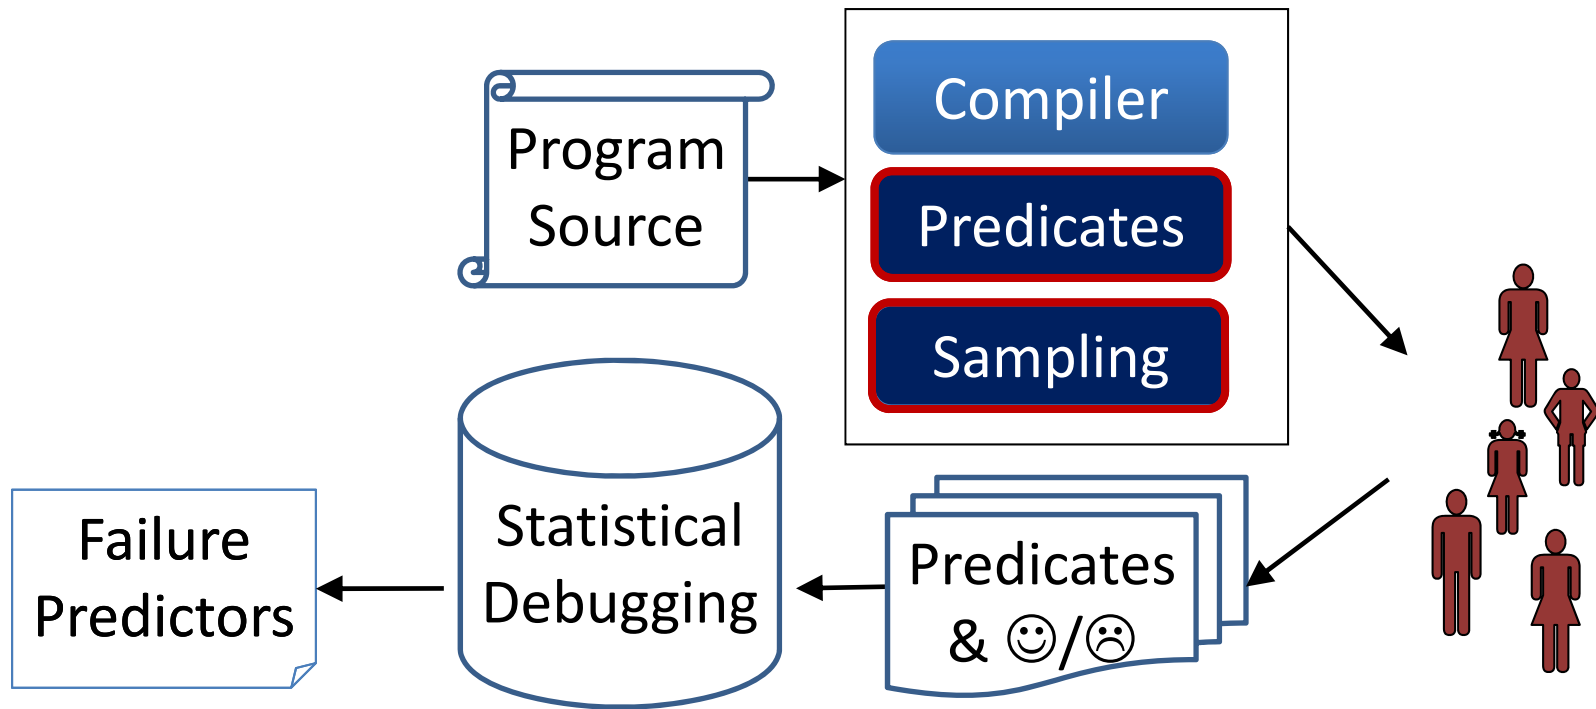 Program
Source
Compiler
Predicates
Sampling
Failure
Predictors
Statistical
Debugging
Predicates
& ☺/☹